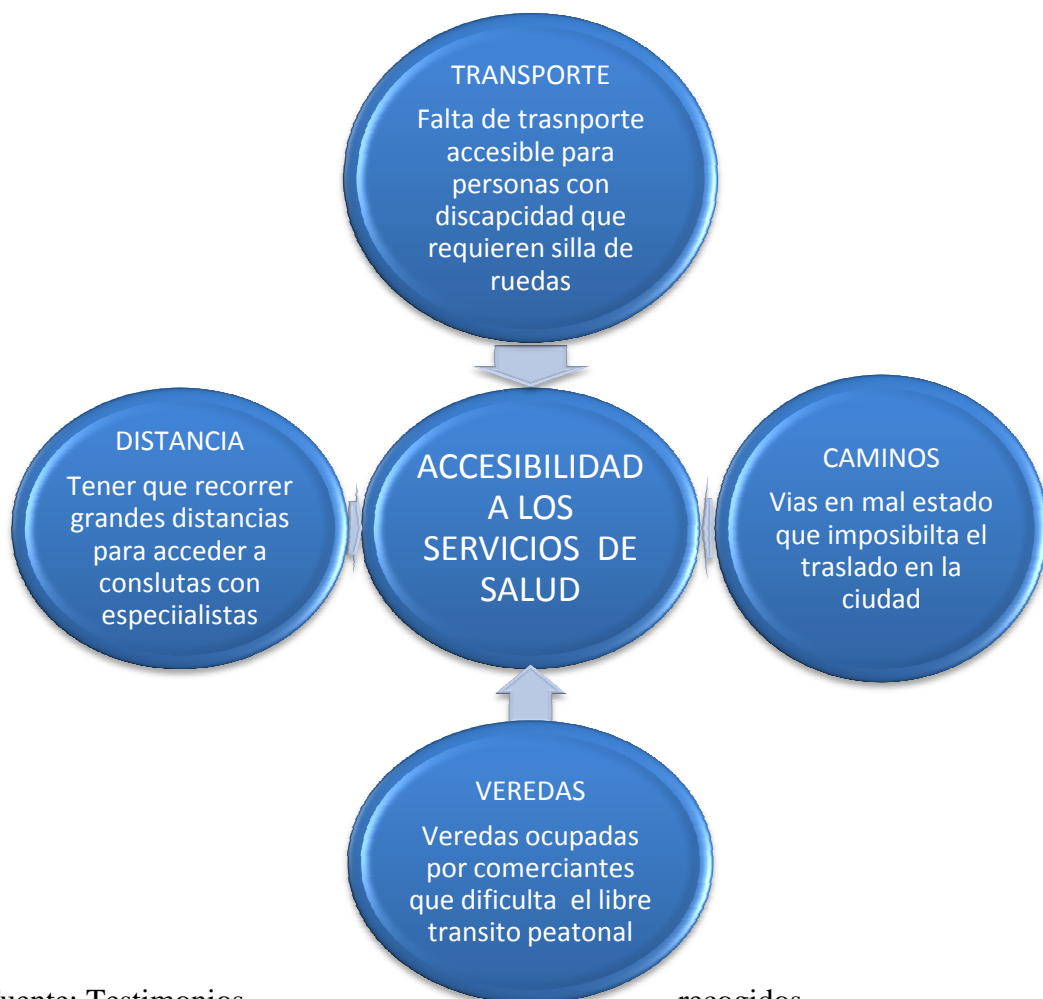 TRANSPORTE
Falta de trasnporte
accesible para
personas con
discapcidad que
requieren silla de
ruedas
DISTANCIA
Tener que recorrer
grandes distancias
para acceder a
conslutas con
especiialistas
ACCESIBILIDAD
A LOS
SERVICIOS DE
SALUD
CAMINOS
Vias en mal estado
que imposibilta el
traslado en la
ciudad
VEREDAS
Veredas ocupadas
por comerciantes
que dificulta el libre
transito peatonal
uente: Testimonios recogidos